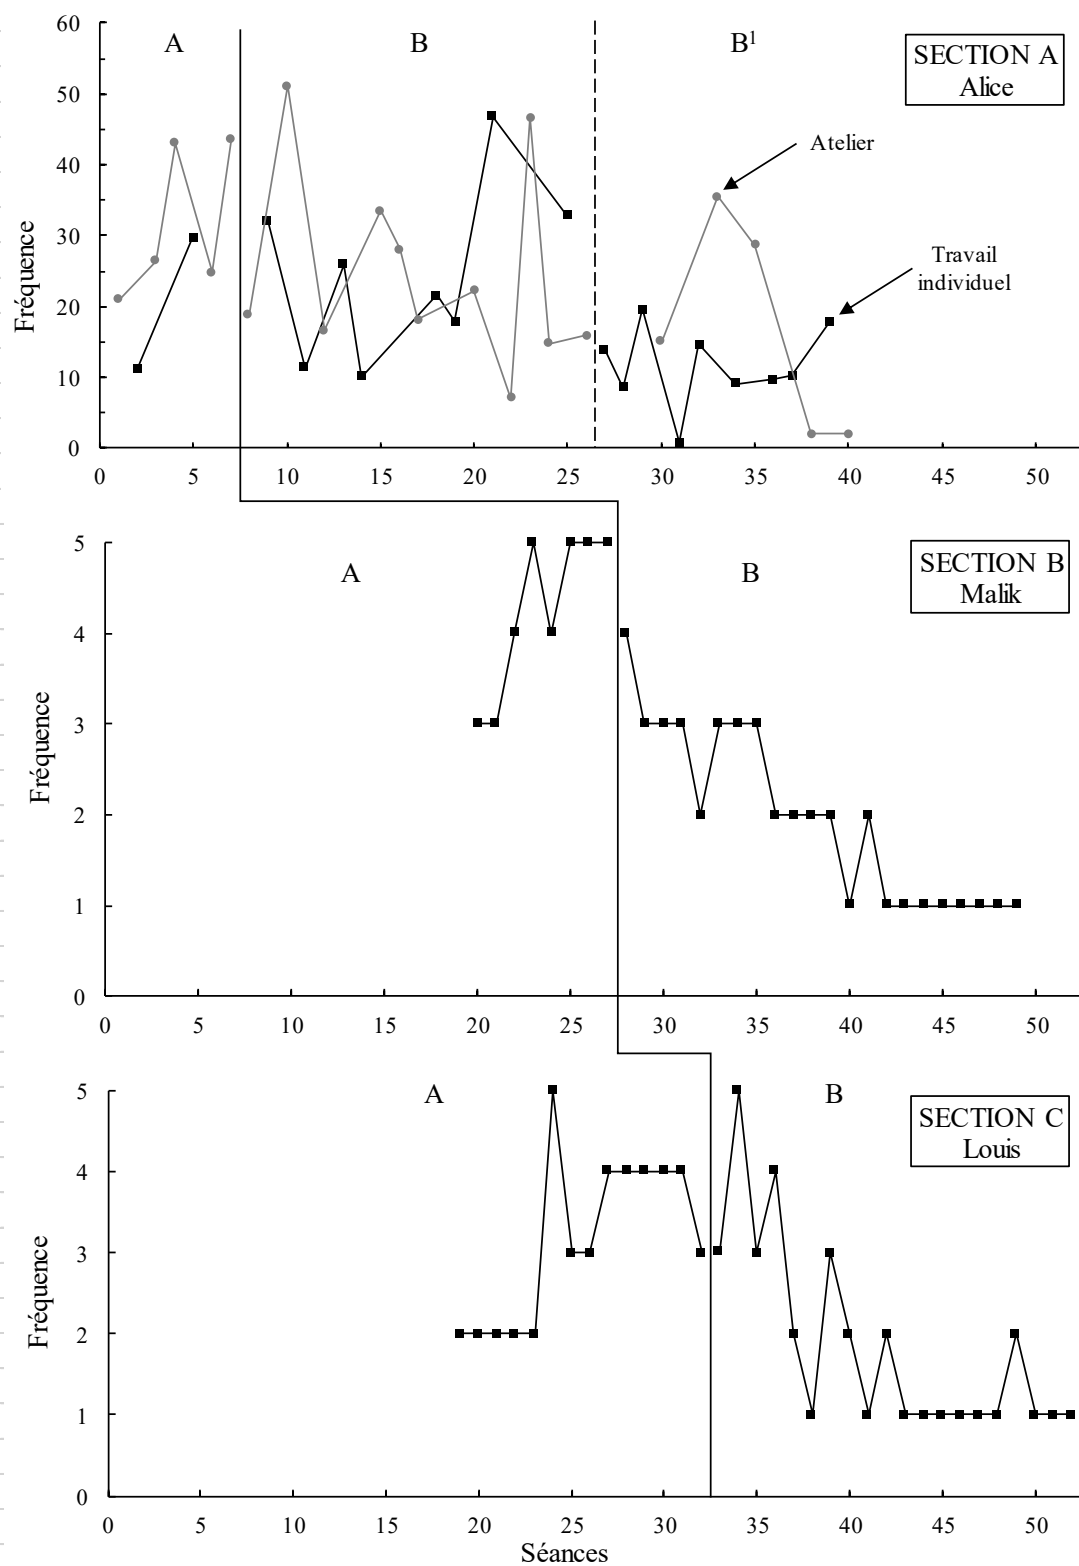 60
A
B
B¹
SECTION A
Alice
50
Atelier
40
30
Travail
individuel
Fréquence
20
10
0
0 5 10 15 20 25 30 35 40 45 50
5
A
B
SECTION B
Malik
4
3
Fréquence
2
1
0
0 5 10 15 20 25 30 35 40 45 50
5
A
B
SECTION C
Louis
4
3
Fréquence
2
1
0
0 5 10 15 20 25 30 35 40 45 50
Séances